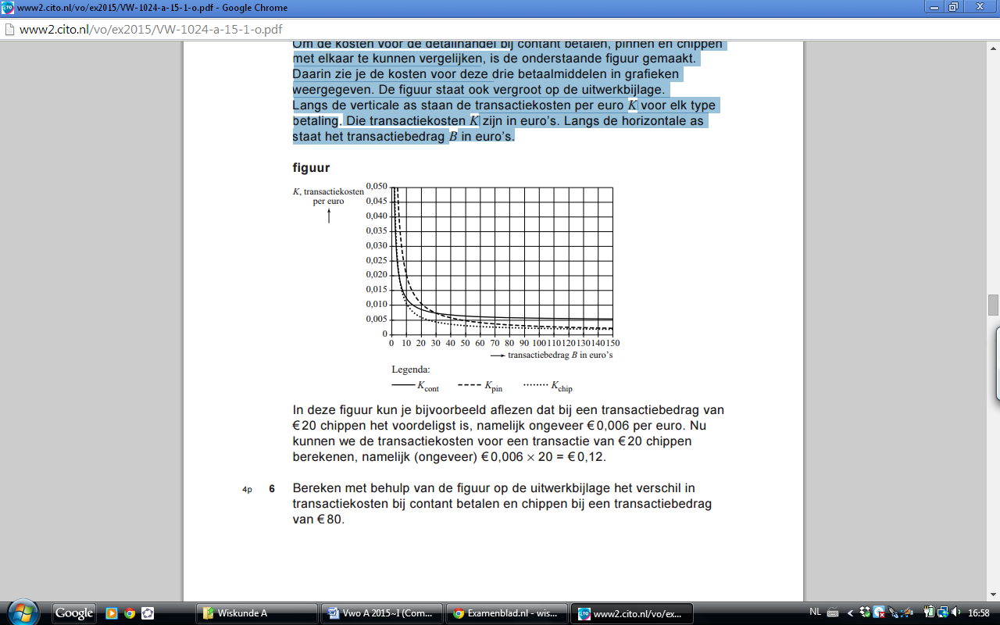 www2.cito.nl/vo/ex2015/VW-1024-a-15-1-o.pdf - Google Chrome
www2.cito.nl/vo/ex2015/VW-1024-a-15-1-o.pdf
Om de kosten voor de detailhandel bij contant betalen, pinnen en chippen
met elkaar te kunnen vergelijken, is de onderstaande figuur gemaakt.
Daarin zie je de kosten voor deze drie betaalmiddelen in grafieken
weergegeven. De figuur staat ook vergroot op de uitwerkbijlage.
Langs de verticale as staan de transactiekosten per euro K voor elk type
betaling. Die transactiekosten K zijn in euro's. Langs de horizontale as
staat het transactiebedrag B in euro's.
figuur
K, transactiekosten
per euro
0,050
0,045
0,040
0,035
0,030
0,025
0,020
0,015
0,010
0,005
0
0 10 20 30 40 50 60 70 80 90 100 110 120 130 140 150
transactiebedrag B in euro's
Legenda:
Kcont Kpin Kchip
In deze figuur kun je bijvoorbeeld aflezen dat bij een transactiebedrag van
€ 20 chippen het voordeligst is, namelijk ongeveer € 0,006 per euro. Nu
kunnen we de transactiekosten voor een transactie van € 20 chippen
berekenen, namelijk (ongeveer) € 0,006 × 20 = € 0,12.
4p 6 Bereken met behulp van de figuur op de uitwerkbijlage het verschil in
transactiekosten bij contant betalen en chippen bij een transactiebedrag
van € 80.
Google Wiskunde A Vwo A 2015~I (Com... Examenblad.nl - wis... www2.cito.nl/vo/ex... NL 16:58